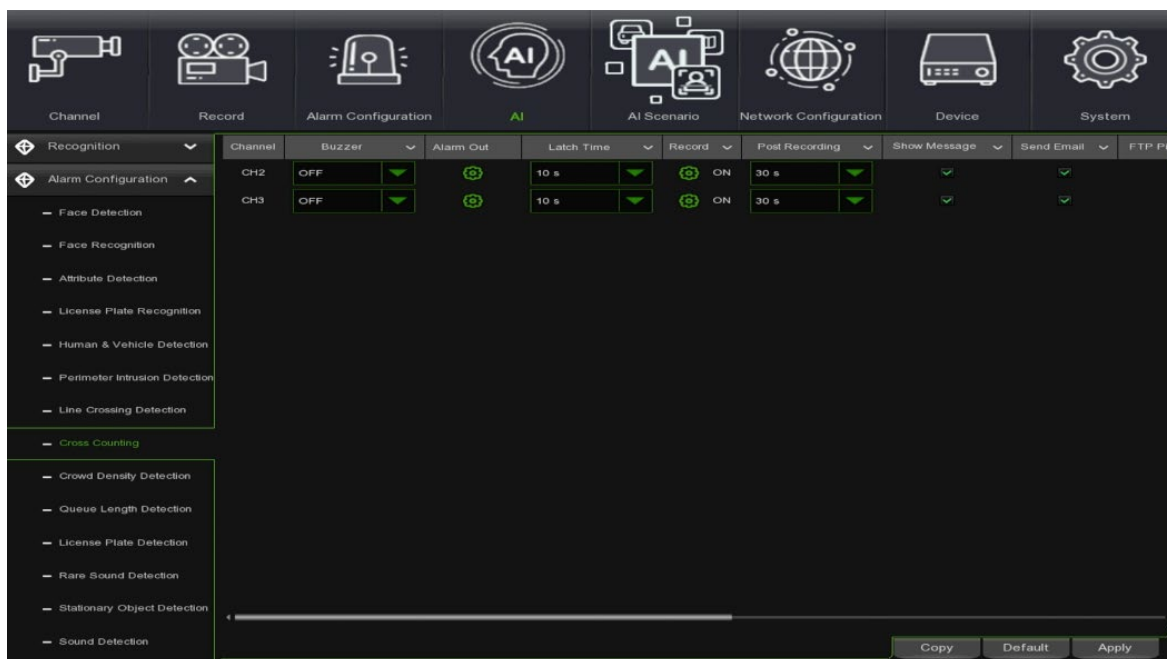 AI
AI
Channel Record Alarm Configuration AI AI Scenario Network Configuration Device System
Recognition
Channel Buzzer Alarm Out Latch Time Record Post Recording Show Message Send Email FTP
Alarm Configuration
CH2 OFF 10 s ON 30 s
CH3 OFF 10 s ON 30 s
Face Detection
Face Recognition
Attribute Detection
License Plate Recognition
Human & Vehicle Detection
Perimeter Intrusion Detection
Line Crossing Detection
Cross Counting
Crowd Density Detection
Queue Length Detection
License Plate Detection
Rare Sound Detection
Stationary Object Detection
Sound Detection
Copy Default Apply